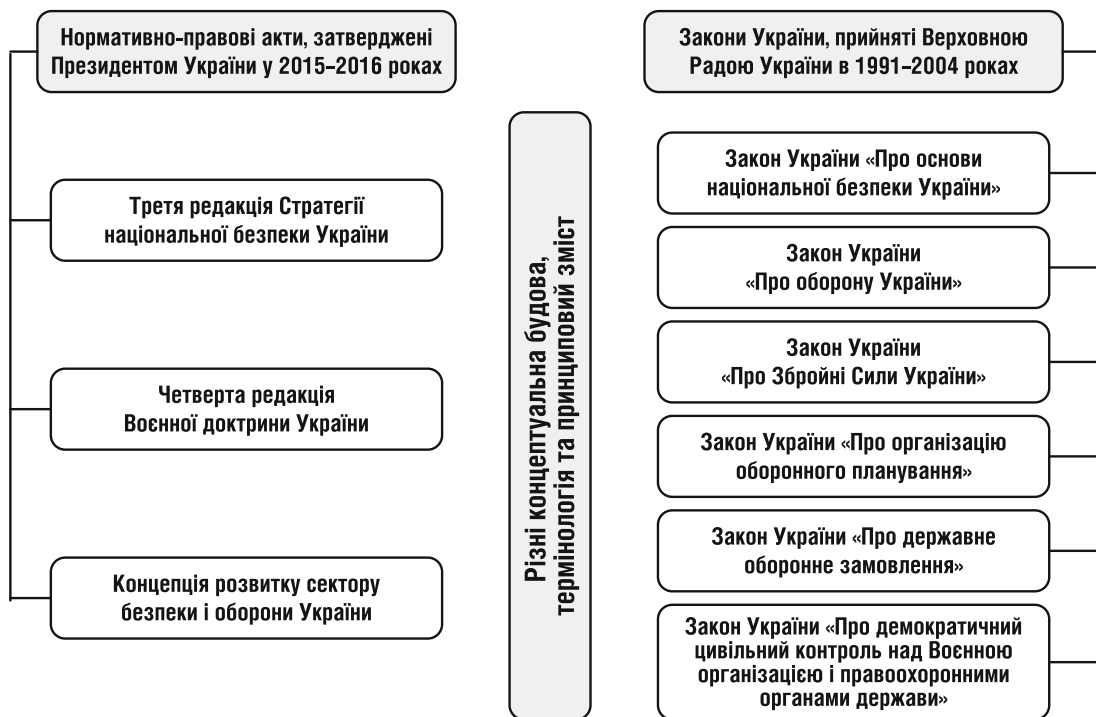 Нормативно-правові акти, затверджені
Президентом України у 2015–2016 роках
Третя редакція Стратегії
національної безпеки України
Четверта редакція
Воєнної доктрини України
Концепція розвитку сектору
безпеки і оборони України
Різні концептуальна будова,
термінологія та принциповий зміст
Закони України, прийняті Верховною
Радою України в 1991–2004 роках
Закон України «Про основи
національної безпеки України»
Закон України
«Про оборону України»
Закон України
«Про Збройні Сили України»
Закон України «Про організацію
оборонного планування»
Закон України «Про державне
оборонне замовлення»
Закон України «Про демократичний
цивільний контроль над Воєнною
організацією і правоохоронними
органами держави»